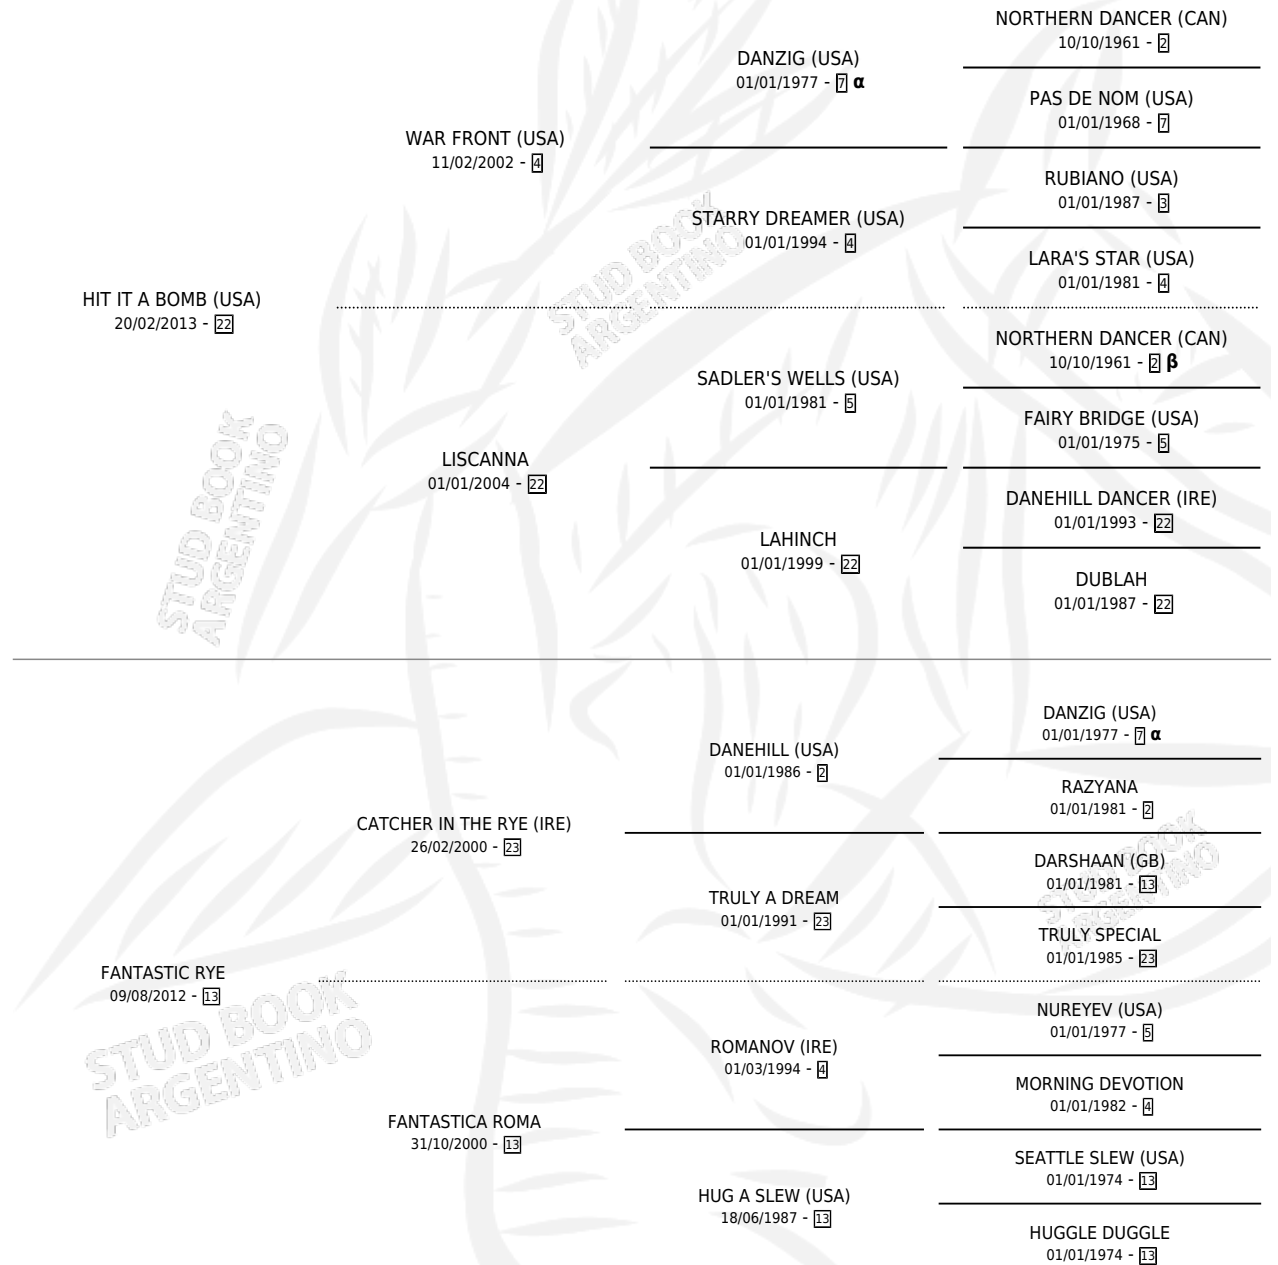 NORTHERN DANCER (CAN)
10/10/1961 - 2
DANZIG (USA)
01/01/1977 - 7 α
PAS DE NOM (USA)
01/01/1968 - 7
WAR FRONT (USA)
11/02/2002 - 4
RUBIANO (USA)
01/01/1987 - 3
STARRY DREAMER (USA)
01/01/1994 - 4
LARA'S STAR (USA)
01/01/1981 - 4
HIT IT A BOMB (USA)
20/02/2013 - 22
NORTHERN DANCER (CAN)
10/10/1961 - 2 β
SADLER'S WELLS (USA)
01/01/1981 - 5
FAIRY BRIDGE (USA)
01/01/1975 - 5
LISCANNA
01/01/2004 - 22
DANEHILL DANCER (IRE)
01/01/1993 - 22
LAHINCH
01/01/1999 - 22
DUBLAH
01/01/1987 - 22
DANZIG (USA)
01/01/1977 - 7 α
DANEHILL (USA)
01/01/1986 - 2
RAZYANA
01/01/1981 - 2
CATCHER IN THE RYE (IRE)
26/02/2000 - 23
DARSHAAN (GB)
01/01/1981 - 13
TRULY A DREAM
01/01/1991 - 23
TRULY SPECIAL
01/01/1985 - 23
FANTASTIC RYE
09/08/2012 - 13
NUREYEV (USA)
01/01/1977 - 5
ROMANOV (IRE)
01/03/1994 - 4
MORNING DEVOTION
01/01/1982 - 4
FANTASTICA ROMA
31/10/2000 - 13
SEATTLE SLEW (USA)
01/01/1974 - 13
HUG A SLEW (USA)
18/06/1987 - 13
HUGGLE DUGGLE
01/01/1974 - 13
STUD BOOK
ARGENTINO
STUD BOOK
ARGENTINO
STUD BOOK
ARGENTINO
STUD BOOK
ARGENTINO